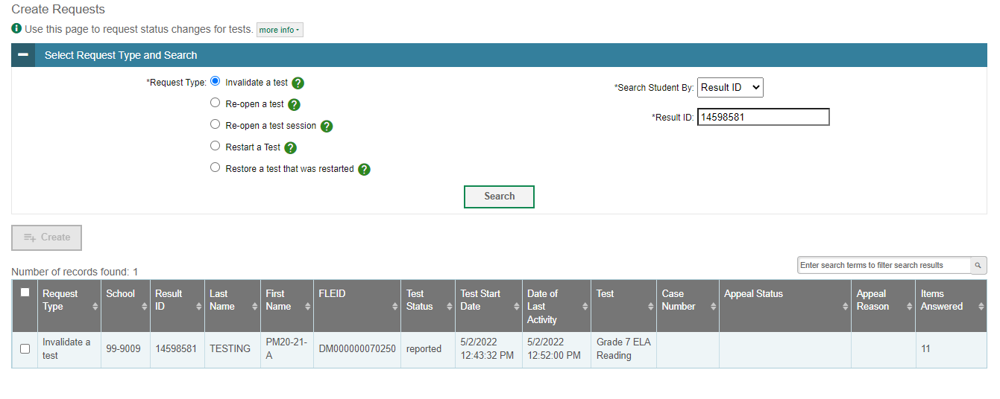 Create Requests
Use this page to request status changes for tests. more info -
Select Request Type and Search
*Request Type: Invalidate a test ?
Re-open a test ?
Re-open a test session ?
Restart a Test ?
Restore a test that was restarted ?
*Search Student By: Result ID
*Result ID: 14598581
Search
Create
Enter search terms to filter search results
Number of records found: 1
Request Type School Result ID Last Name First Name FLEID Test Status Test Start Date Date of Last Activity Test Case Number Appeal Status Appeal Reason Items Answered
Invalidate a test 99-9009 14598581 TESTING PM20-21-A DM000000070250 reported 5/2/2022 12:43:32 PM 5/2/2022 12:52:00 PM Grade 7 ELA Reading 11